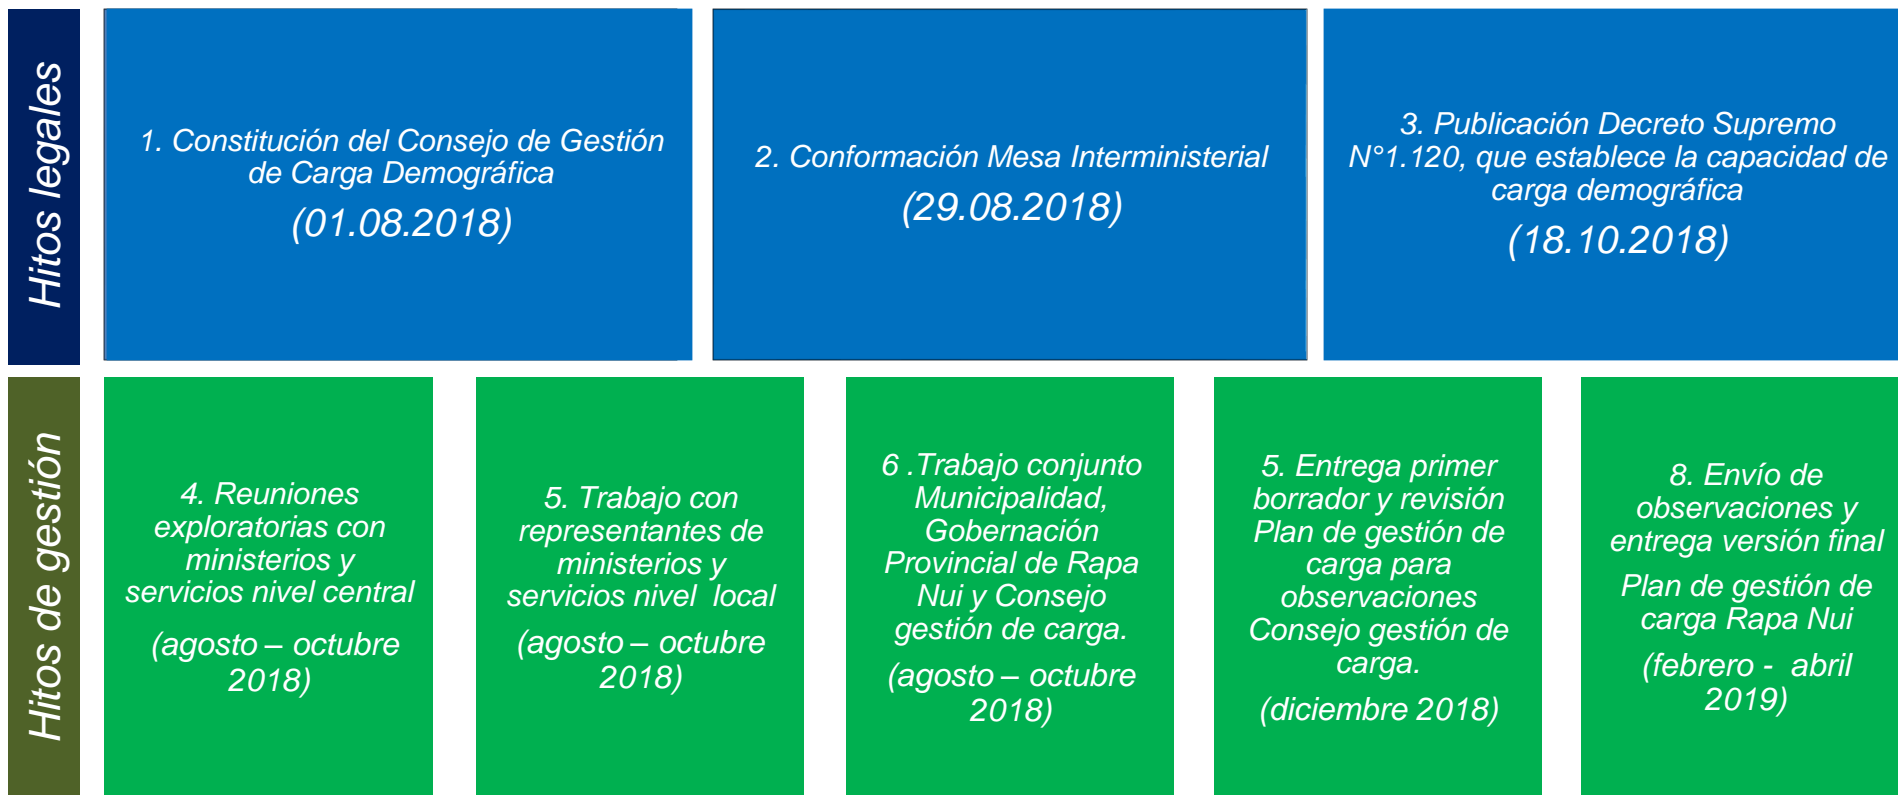 Hitos legales
1. Constitución del Consejo de Gestión
de Carga Demográfica
(01.08.2018)
2. Conformación Mesa Interministerial
(29.08.2018)
3. Publicación Decreto Supremo
N°1.120, que establece la capacidad de
carga demográfica
(18.10.2018)
Hitos de gestión
4. Reuniones
exploratorias con
ministerios y
servicios nivel central
(agosto – octubre
2018)
5. Trabajo con
representantes de
ministerios y
servicios nivel local
(agosto – octubre
2018)
6 .Trabajo conjunto
Municipalidad,
Gobernación
Provincial de Rapa
Nui y Consejo
gestión de carga.
(agosto – octubre
2018)
5. Entrega primer
borrador y revisión
Plan de gestión de
carga para
observaciones
Consejo gestión de
carga.
(diciembre 2018)
8. Envío de
observaciones y
entrega versión final
Plan de gestión de
carga Rapa Nui
(febrero - abril
2019)